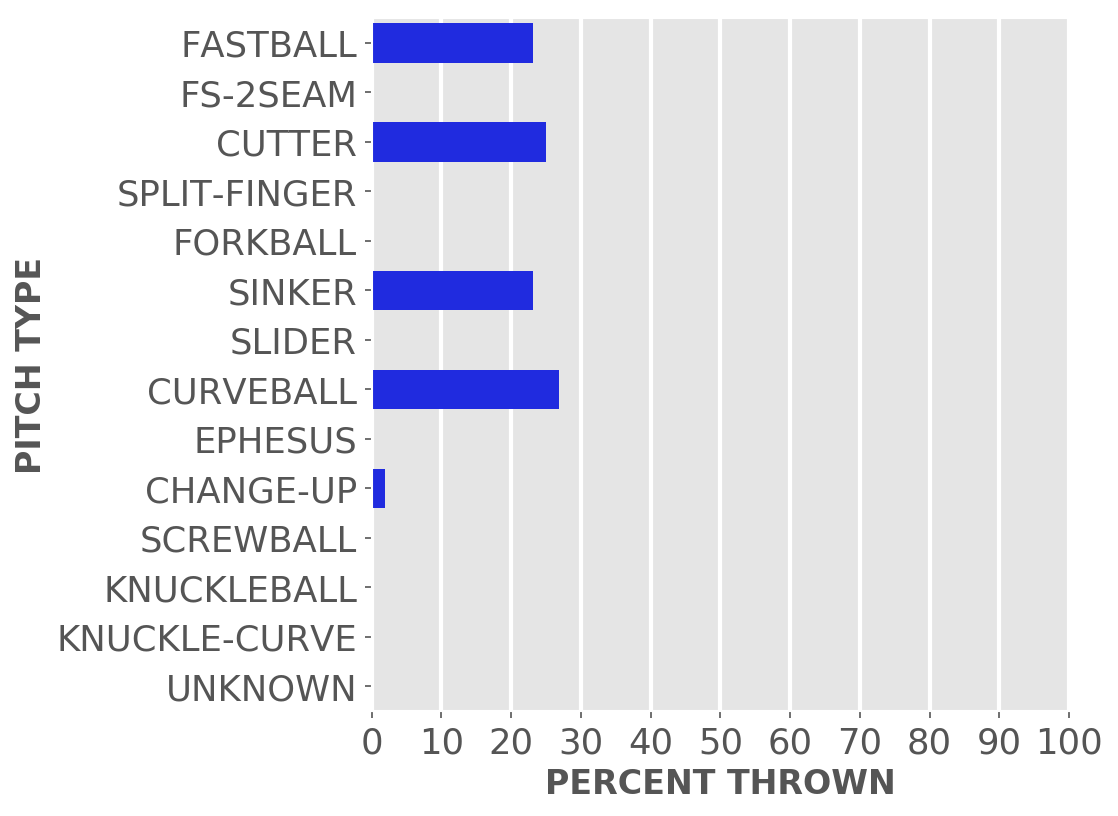 FASTBALL
FS-2SEAM
CUTTER
SPLIT-FINGER
FORKBALL
SINKER
SLIDER
CURVEBALL
EPHESUS
CHANGE-UP
SCREWBALL
KNUCKLEBALL
KNUCKLE-CURVE
UNKNOWN
PITCH TYPE
0 10 20 30 40 50 60 70 80 90 100
PERCENT THROWN